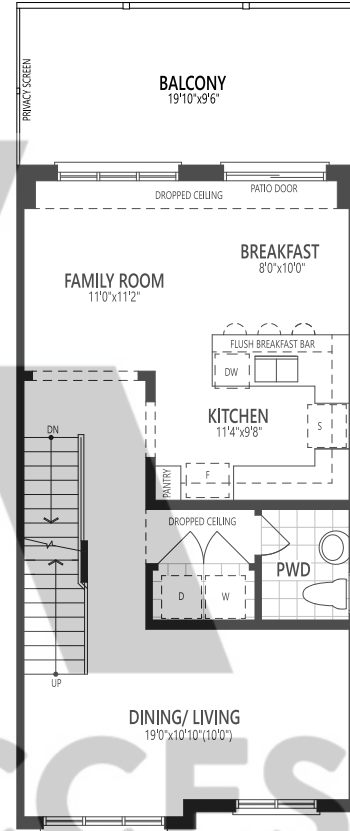 PRIVACY SCREEN
BALCONY
19'10"x9'6"
DROPPED CEILING
PATIO DOOR
BREAKFAST
8'0"x10'0"
FAMILY ROOM
11'0"x11'2"
FLUSH BREAKFAST BAR
DW
KITCHEN
11'4"x9'8"
S
DN
PANTRY
F
DROPPED CEILING
PWD
D
W
UP
DINING/ LIVING
19'0"x10'10"(10'0")
CCES